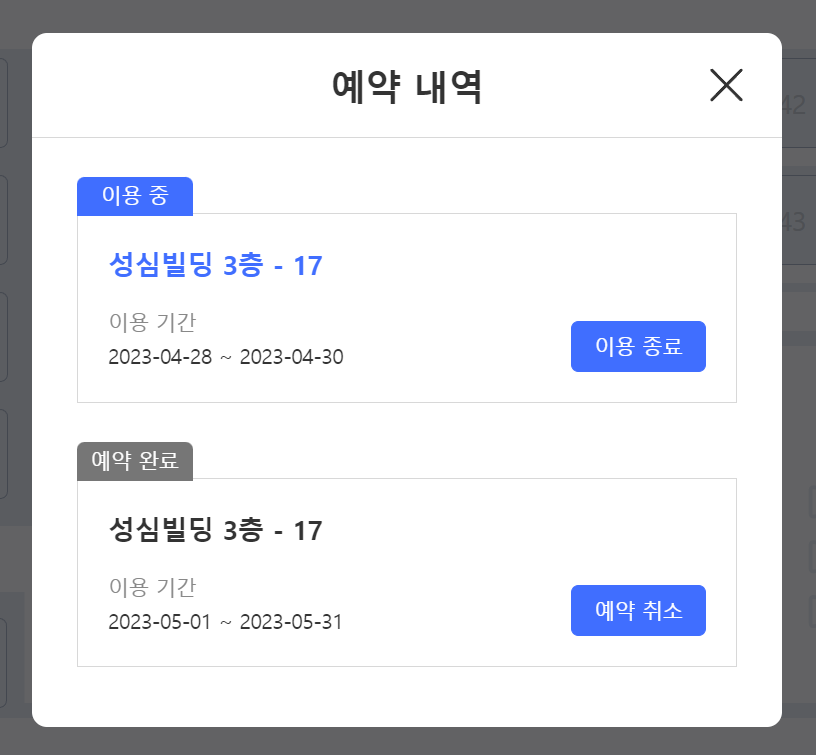 예약 내역
42
43
이용 중
성심빌딩 3층 - 17
이용 기간
2023-04-28 ~ 2023-04-30
이용 종료
예약 완료
성심빌딩 3층 - 17
이용 기간
2023-05-01 ~ 2023-05-31
예약 취소